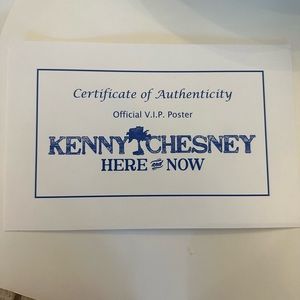 Certificate of Authenticity
Official V.I.P. Poster
KENNY CHESNEY
HERE AND NOW